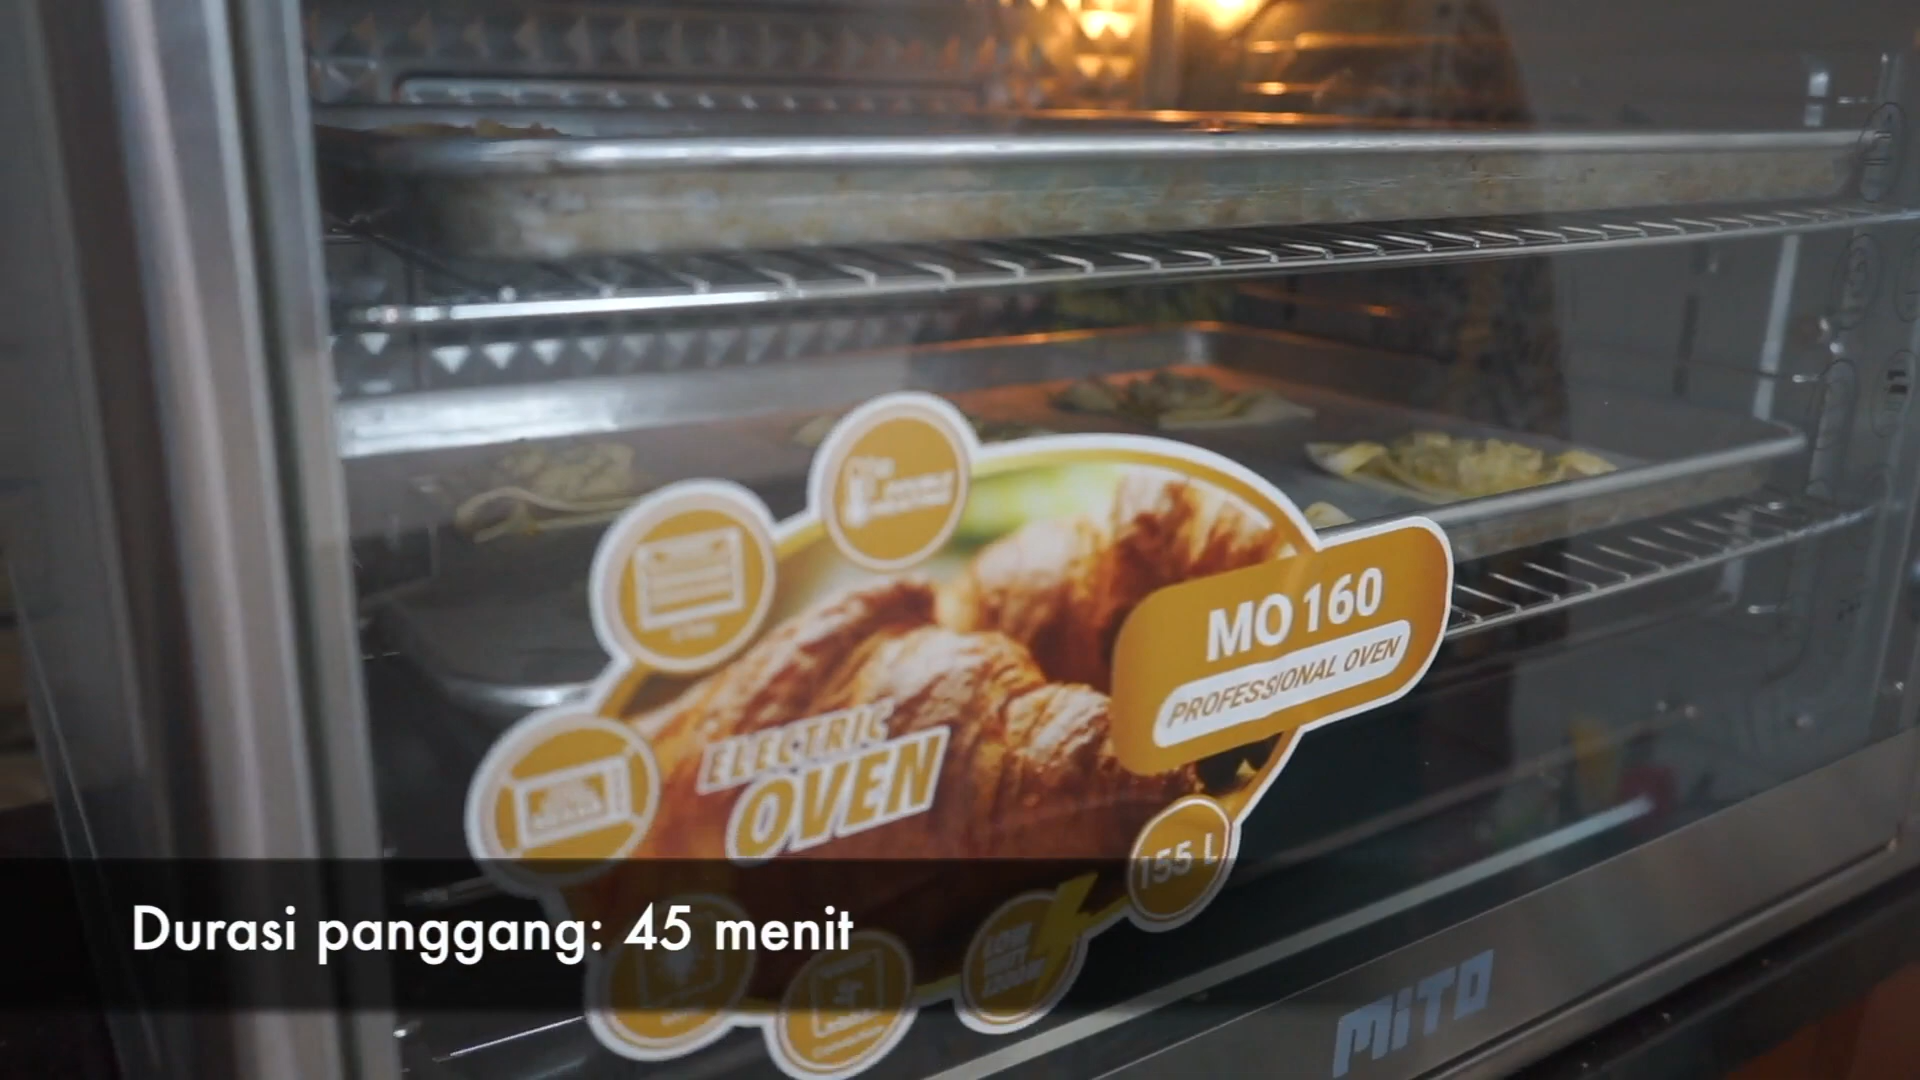 MO 160
PROFESSIONAL OVEN
ELECTRIC
OVEN
155 L
Durasi panggang: 45 menit
MITO